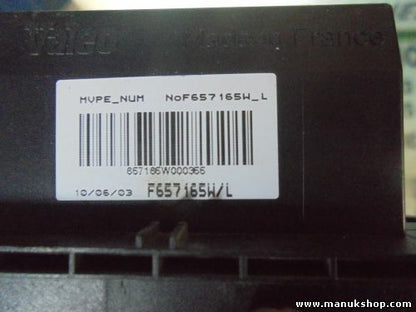 Valeo Made in France
MVPE_NUM NoF657165W_L
657165W000366
10/06/03 F657165W/L
www.manukshop.com